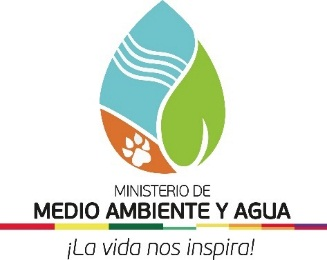 MINISTERIO DE
MEDIO AMBIENTE Y AGUA
¡La vida nos inspira!